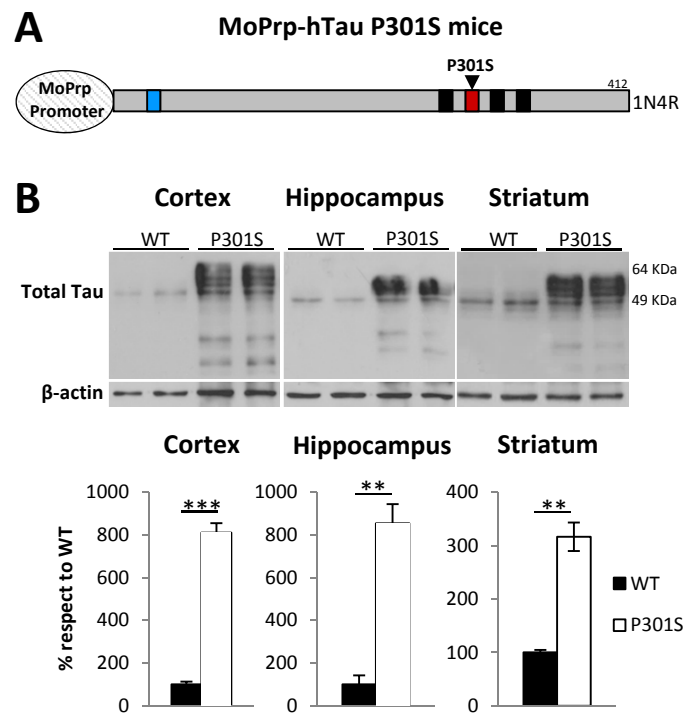 A
MoPrp-hTau P301S mice
P301S
412
MoPrp
Promoter
1N4R
B
Cortex Hippocampus Striatum
WT P301S WT P301S WT P301S
64 KDa
Total Tau
49 KDa
β-actin
Cortex Hippocampus Striatum
% respect to WT
1000
800
600
400
200
0
***
1000
800
600
400
200
0
**
400
300
200
100
0
**
WT
P301S